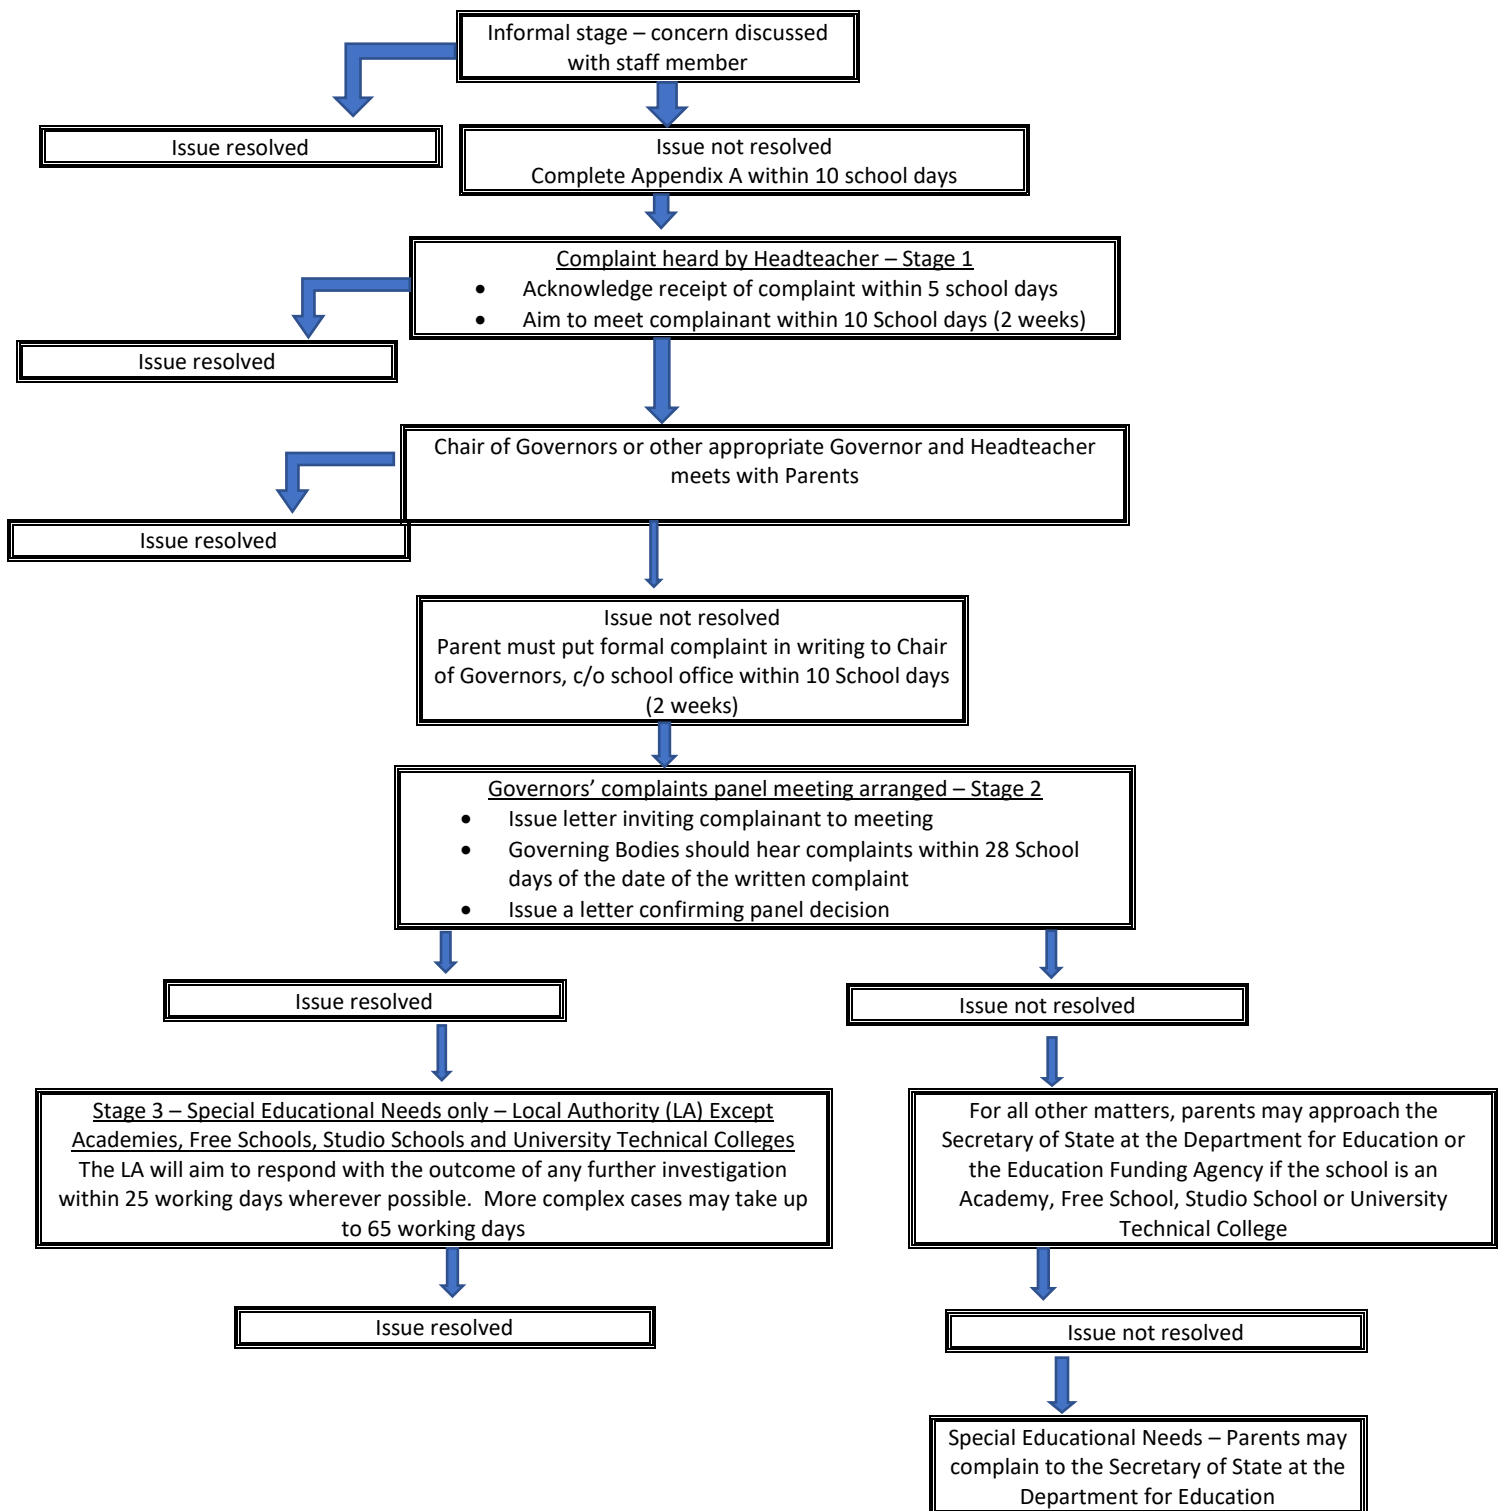 Informal stage – concern discussed
with staff member
Issue resolved
Issue not resolved
Complete Appendix A within 10 school days
Complaint heard by Headteacher – Stage 1
• Acknowledge receipt of complaint within 5 school days
• Aim to meet complainant within 10 School days (2 weeks)
Issue resolved
Chair of Governors or other appropriate Governor and Headteacher
meets with Parents
Issue resolved
Issue not resolved
Parent must put formal complaint in writing to Chair
of Governors, c/o school office within 10 School days
(2 weeks)
Governors’ complaints panel meeting arranged – Stage 2
• Issue letter inviting complainant to meeting
• Governing Bodies should hear complaints within 28 School
days of the date of the written complaint
• Issue a letter confirming panel decision
Issue resolved
Issue not resolved
Stage 3 – Special Educational Needs only – Local Authority (LA) Except
Academies, Free Schools, Studio Schools and University Technical Colleges
The LA will aim to respond with the outcome of any further investigation
within 25 working days wherever possible.  More complex cases may take up
to 65 working days
For all other matters, parents may approach the
Secretary of State at the Department for Education or
the Education Funding Agency if the school is an
Academy, Free School, Studio School or University
Technical College
Issue resolved
Issue not resolved
Special Educational Needs – Parents may
complain to the Secretary of State at the
Department for Education